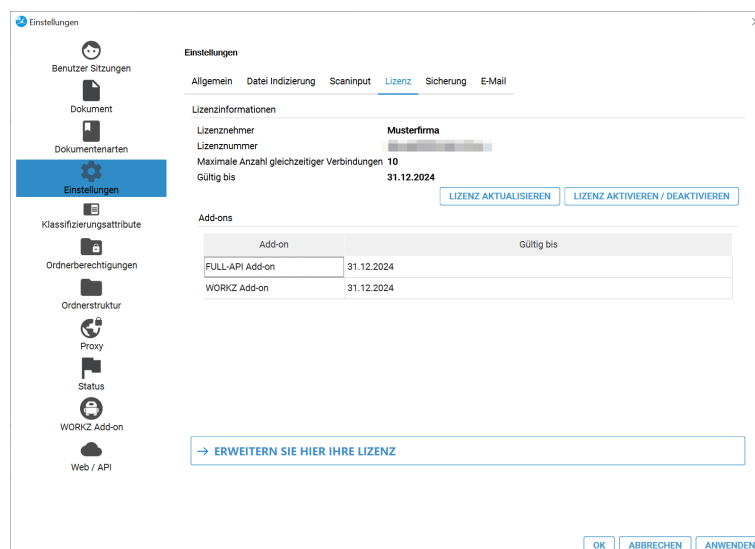 Einstellungen
Benutzer Sitzungen
Dokument
Dokumentenarten
Einstellungen
Klassifizierungsattribute
Ordnerberechtigungen
Ordnerstruktur
Proxy
Status
WORKZ Add-on
Web / API
Einstellungen
Allgemein Datei Indizierung Scaninput Lizenz Sicherung E-Mail
Lizenzinformationen
Lizenznehmer Musterfirma
Lizenznummer
Maximale Anzahl gleichzeitiger Verbindungen 10
Gültig bis 31.12.2024
LIZENZ AKTUALISIEREN LIZENZ AKTIVIEREN / DEAKTIVIEREN
Add-ons
Add-on Gültig bis
FULL-API Add-on 31.12.2024
WORKZ Add-on 31.12.2024
→ ERWEITERN SIE HIER IHRE LIZENZ
OK ABBRECHEN ANWENDEN